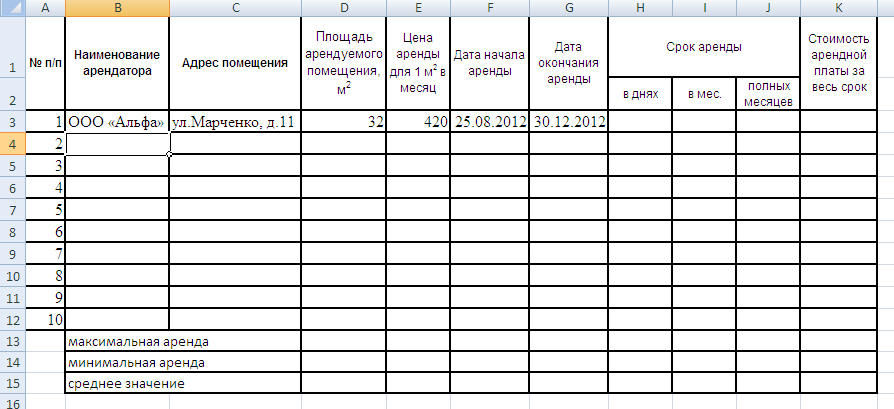 A B C D E F G H I J K
1
2
№ п/п
Наименование
арендатора
Адрес помещения
Площадь
арендуемого
помещения,
м2
Цена
аренды
для 1 м2 в
месяц
Дата начала
аренды
Дата
окончания
аренды
Срок аренды
в днях
в мес.
полных
месяцев
Стоимость
арендной
платы за
весь срок
3 1 ООО «Альфа» ул.Марченко, д.11 32 420 25.08.2012 30.12.2012
4 2
5 3
6 4
7 5
8 6
9 7
10 8
11 9
12 10
13 максимальная аренда
14 минимальная аренда
15 среднее значение
16